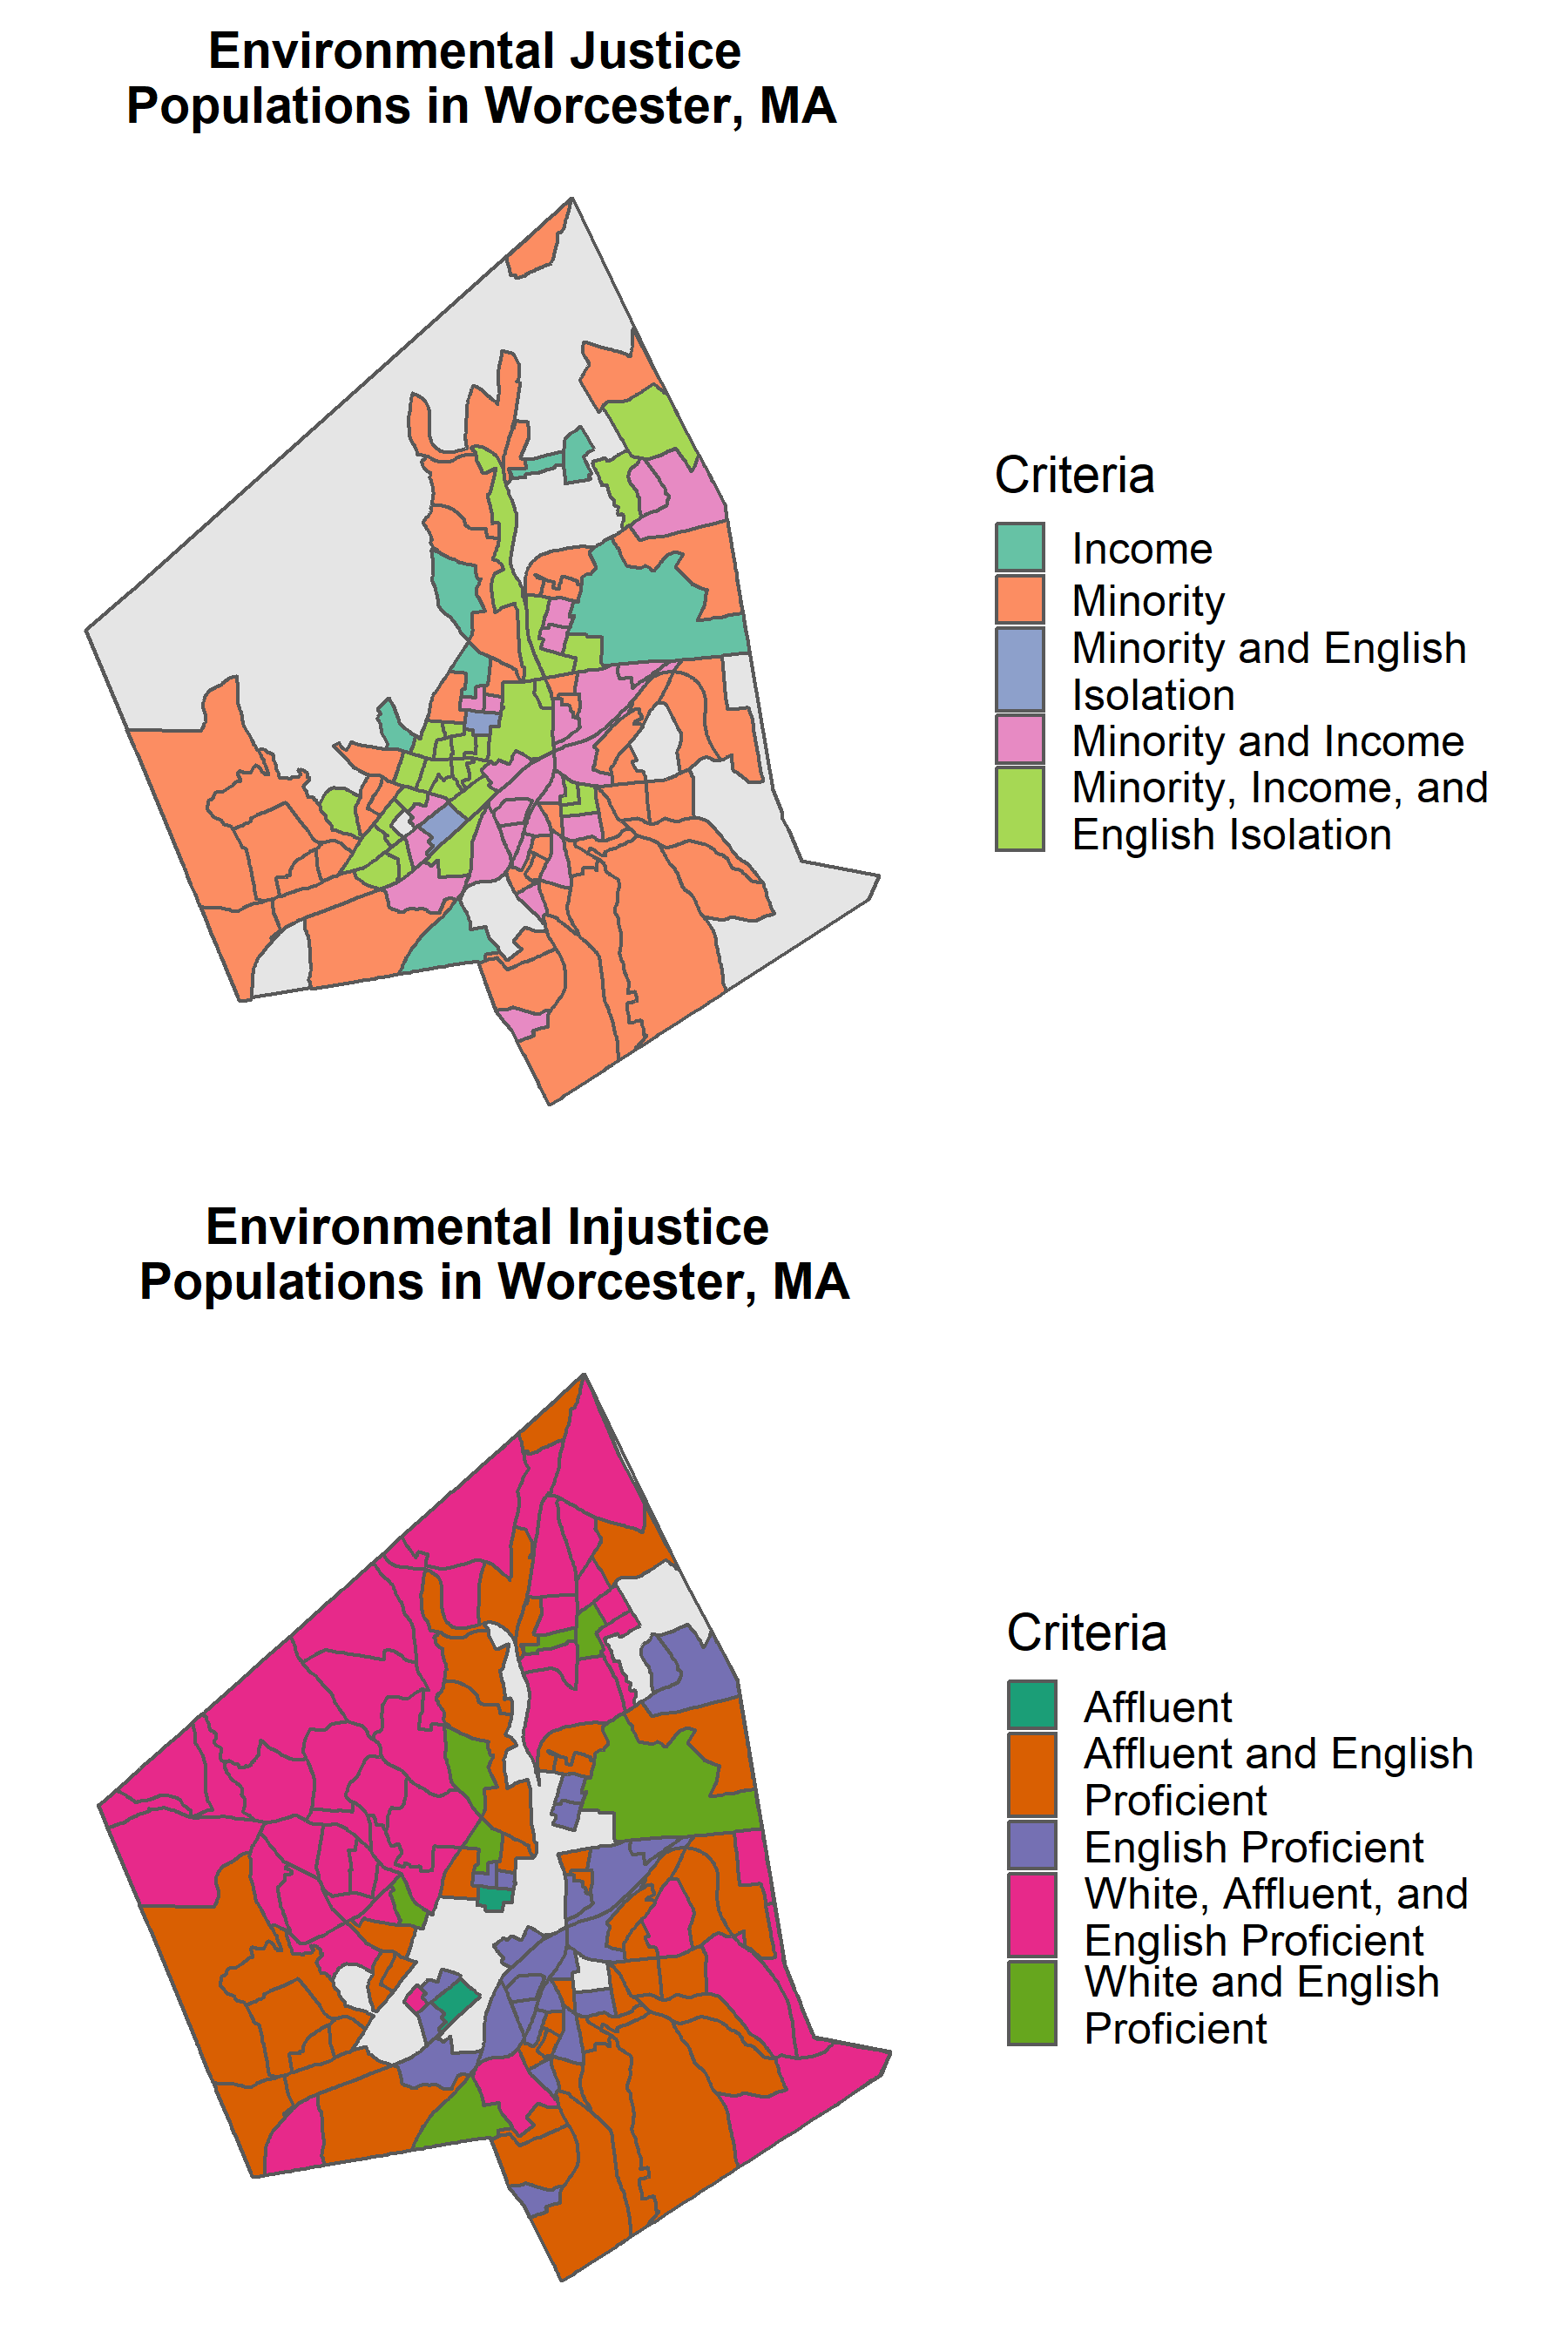 Environmental Justice
Populations in Worcester, MA
Criteria
Income
Minority
Minority and English
Isolation
Minority and Income
Minority, Income, and
English Isolation
Environmental Injustice
Populations in Worcester, MA
Criteria
Affluent
Affluent and English
Proficient
English Proficient
White, Affluent, and
English Proficient
White and English
Proficient